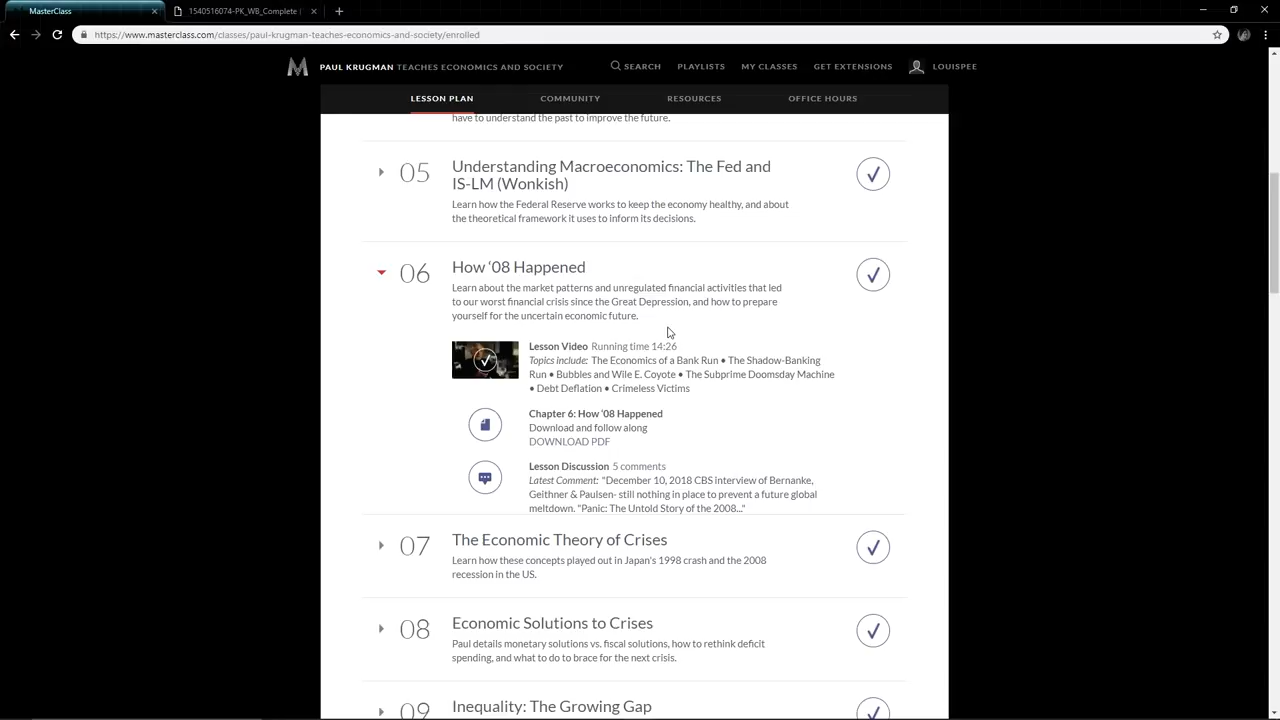 MasterClass
1540516074-PK_WB_Complete
https://www.masterclass.com/classes/paul-krugman-teaches-economics-and-society/enrolled
PAUL KRUGMAN TEACHES ECONOMICS AND SOCIETY
SEARCH
PLAYLISTS
MY CLASSES
GET EXTENSIONS
LOUISPEE
LESSON PLAN
COMMUNITY
RESOURCES
OFFICE HOURS
have to understand the past to improve the future.
05
Understanding Macroeconomics: The Fed and
IS-LM (Wonkish)
Learn how the Federal Reserve works to keep the economy healthy, and about
the theoretical framework it uses to inform its decisions.
06
How ‘08 Happened
Learn about the market patterns and unregulated financial activities that led
to our worst financial crisis since the Great Depression, and how to prepare
yourself for the uncertain economic future.
Lesson Video Running time 14:26
Topics include: The Economics of a Bank Run • The Shadow-Banking
Run • Bubbles and Wile E. Coyote • The Subprime Doomsday Machine
• Debt Deflation • Crimeless Victims
Chapter 6: How ‘08 Happened
Download and follow along
DOWNLOAD PDF
Lesson Discussion 5 comments
Latest Comment: "December 10, 2018 CBS interview of Bernanke,
Geithner & Paulsen- still nothing in place to prevent a future global
meltdown. "Panic: The Untold Story of the 2008..."
07
The Economic Theory of Crises
Learn how these concepts played out in Japan's 1998 crash and the 2008
recession in the US.
08
Economic Solutions to Crises
Paul details monetary solutions vs. fiscal solutions, how to rethink deficit
spending, and what to do to brace for the next crisis.
09
Inequality: The Growing Gap